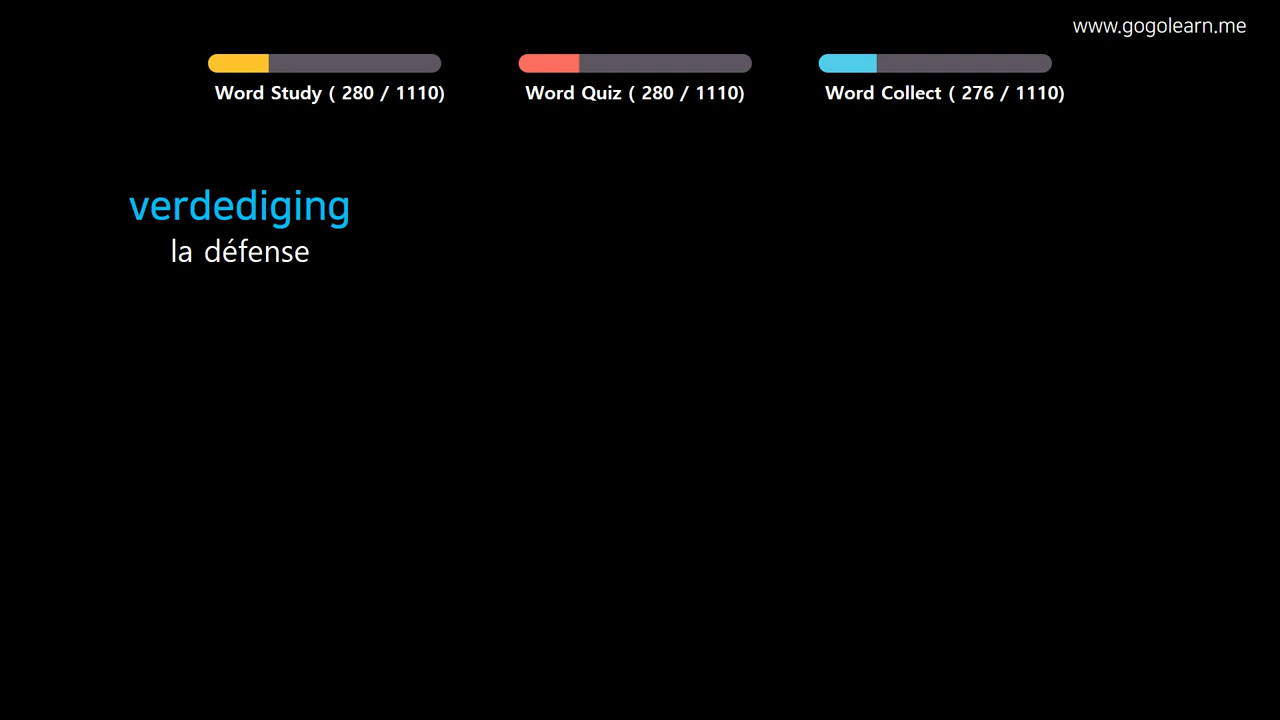 www.gogolearn.me
Word Study ( 280 / 1110)
Word Quiz ( 280 / 1110)
Word Collect ( 276 / 1110)
verdediging
la défense